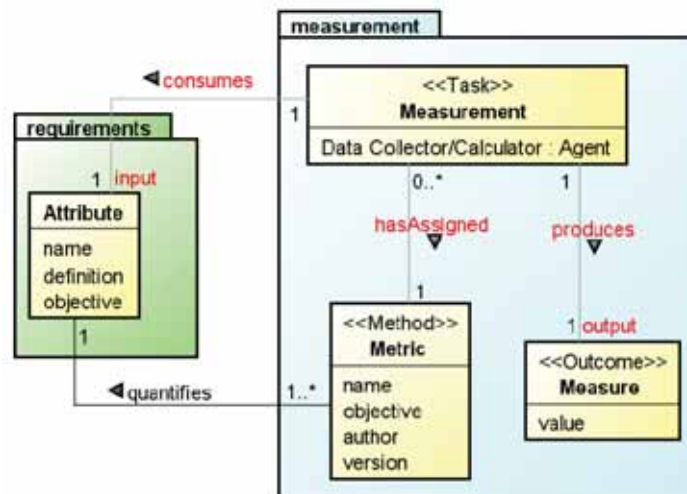 measurement
consumes
<<Task>>
Measurement
1
Data Collector/Calculator : Agent
requirements
1 input
0..*
1
Attribute
hasAssigned
produces
name
definition
objective
1
1
1 output
<<Method>>
Metric
<<Outcome>>
Measure
quantifies
1..*
name
objective
author
version
value